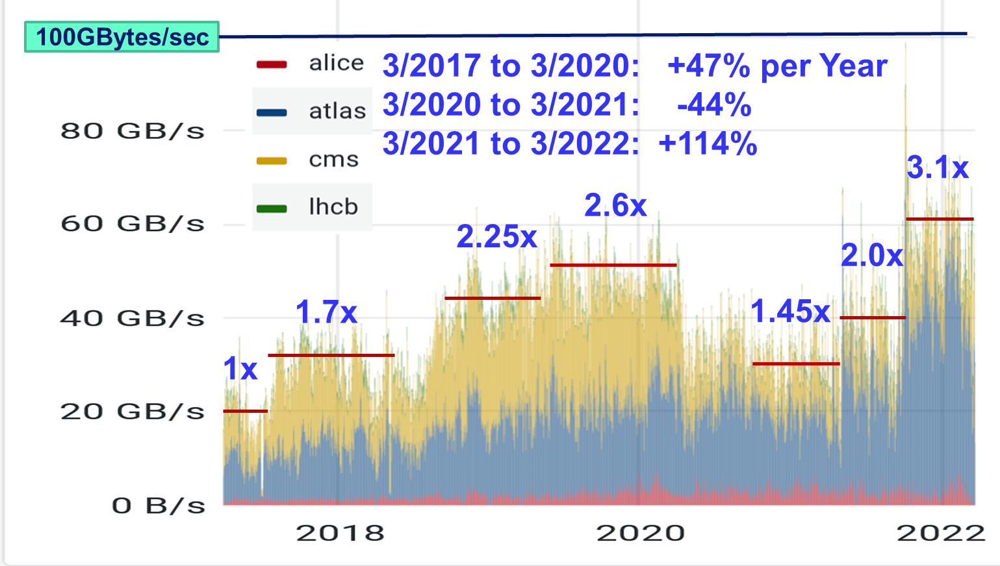 100GBytes/sec
alice
atlas
cms
lhcb
3/2017 to 3/2020: +47% per Year
3/2020 to 3/2021: -44%
3/2021 to 3/2022: +114%
80 GB/s
60 GB/s
40 GB/s
20 GB/s
0 B/s
1x
1.7x
2.25x
2.6x
1.45x
2.0x
3.1x
2018
2020
2022